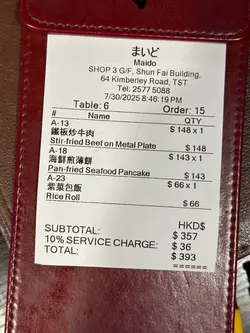 まいど
Maido
SHOP 3 G/F, Shun Fai Building,
64 Kimberley Road, TST
Tel: 2577 5088
7/30/2025 8:46:19 PM
Table: 6 Order: 15
# Name QTY
A-13
鐵板炒牛肉 $ 148 x 1
Stir-fried Beef on Metal Plate $ 148
A-18
海鮮煎薄餅 $ 143 x 1
Pan-fried Seafood Pancake $ 143
A-23
紫菜包飯 $ 66 x 1
Rice Roll $ 66
HKD$
SUBTOTAL: $ 357
10% SERVICE CHARGE: $ 36
TOTAL: $ 393